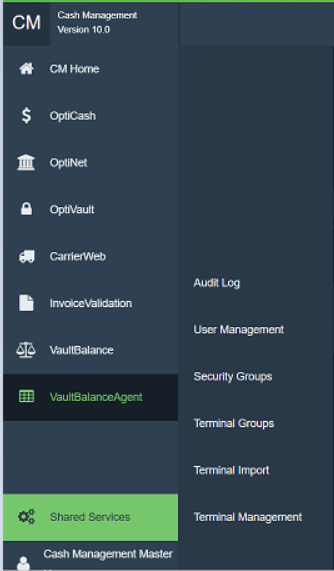 CM
Cash Management
Version 10.0
CM Home
OptiCash
OptiNet
OptiVault
CarrierWeb
InvoiceValidation
VaultBalance
VaultBalanceAgent
Shared Services
Cash Management Master
Audit Log
User Management
Security Groups
Terminal Groups
Terminal Import
Terminal Management